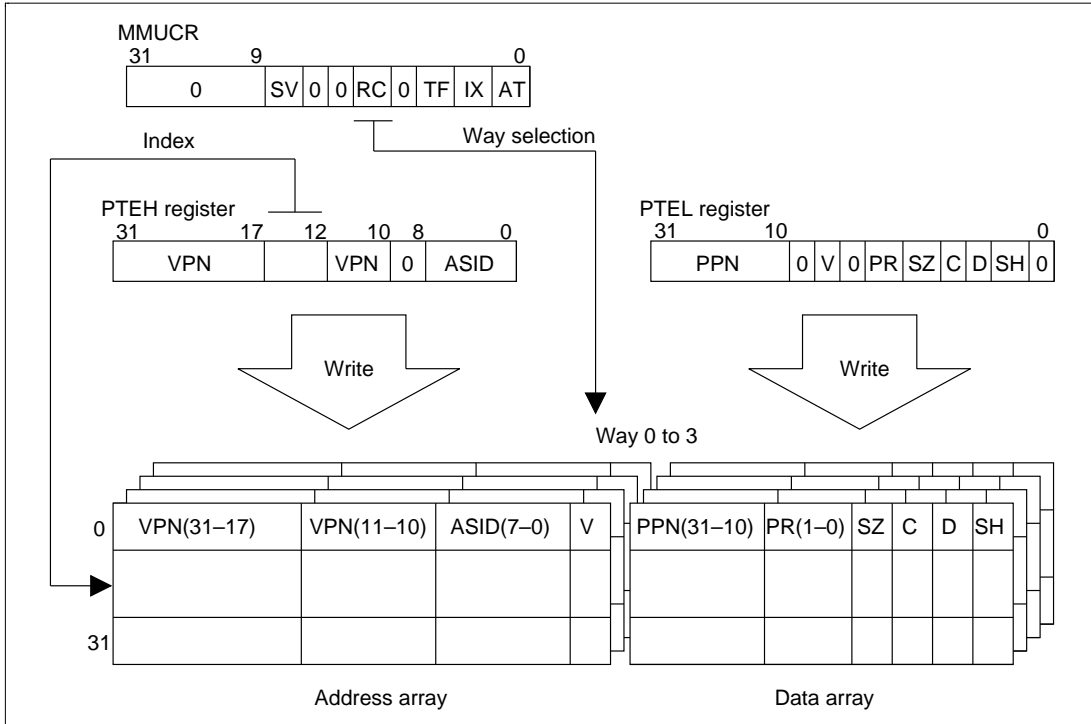 MMUCR
31 9 0
0 SV 0 0 RC 0 TF IX AT
Index
Way selection
PTEH register
31 17 12 10 8 0
VPN VPN 0 ASID
PTEL register
31 10 0
PPN 0 V 0 PR SZ C D SH 0
Write
Write
Way 0 to 3
0 VPN(31–17) VPN(11–10) ASID(7–0) V PPN(31–10) PR(1–0) SZ C D SH
31
Address array
Data array